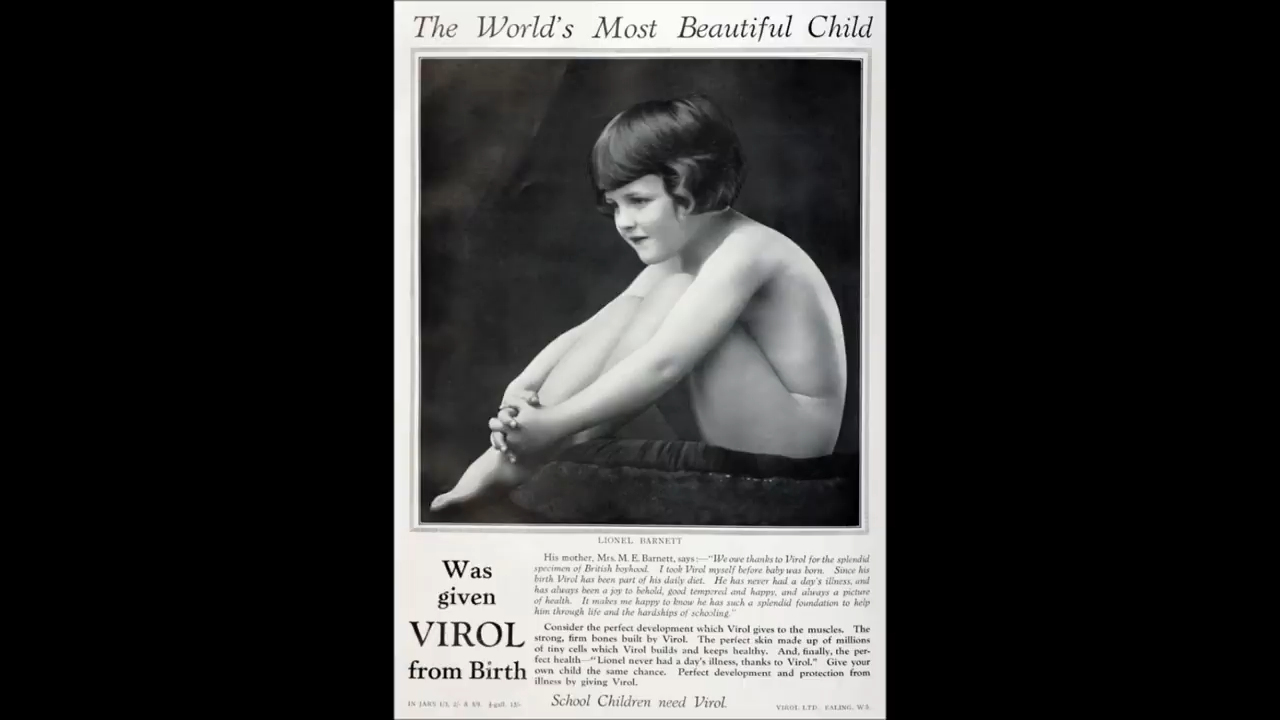 The World's Most Beautiful Child
LIONEL BARNETT
Was
given
VIROL
from Birth
His mother, Mrs. M. E. Barnett, says:—"We owe thanks to Virol for the splendid
specimen of British boyhood. I took Virol myself before baby was born. Since his
birth Virol has been part of his daily diet. He has never had a day's illness, and
has always been a joy to behold, good tempered and happy, and always a picture
of health. It makes me happy to know he has such a splendid foundation to help
him through life and the hardships of schooling."
Consider the perfect development which Virol gives to the muscles. The
strong, firm bones built by Virol. The perfect skin made up of millions
of tiny cells which Virol builds and keeps healthy. And, finally, the per-
fect health—"Lionel never had a day's illness, thanks to Virol." Give your
own child the same chance. Perfect development and protection from
illness by giving Virol.
IN JARS 1/3, 2/- &
School Children need Virol.
VIROL LTD., EALING, W.5.